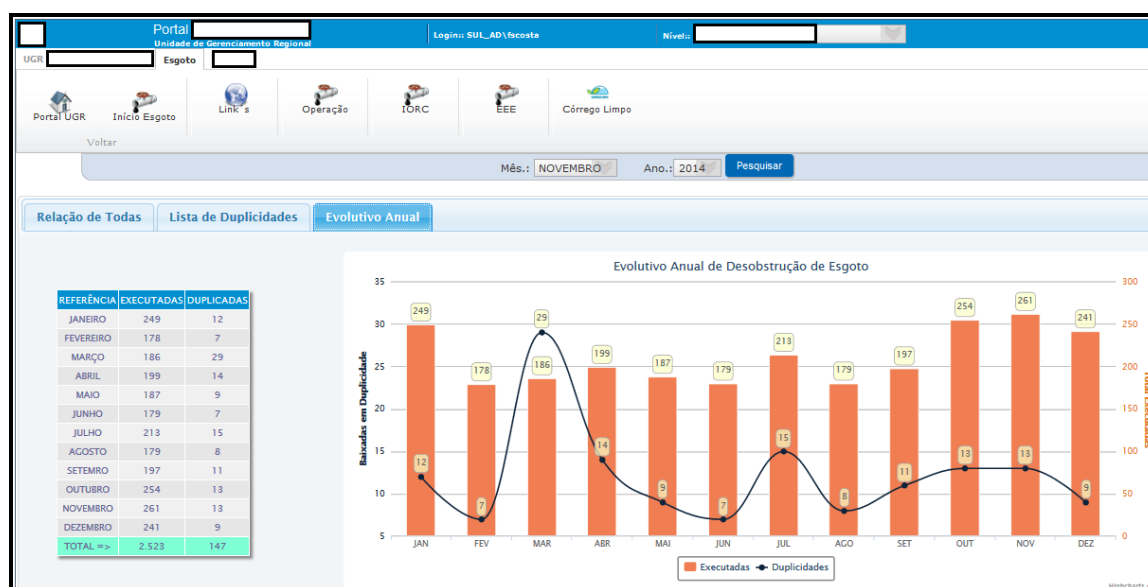 Portal
Unidade de Gerenciamento Regional
Login:: SUL_AD\fscosta
Nível::
UGR
Esgoto
Portal UGR
Início Esgoto
Link´s
Operação
IORC
EEE
Córrego Limpo
Voltar
Mês.: NOVEMBRO Ano.: 2014 Pesquisar
Relação de Todas Lista de Duplicidades Evolutivo Anual
REFERÊNCIA EXECUTADAS DUPLICADAS
JANEIRO 249 12
FEVEREIRO 178 7
MARÇO 186 29
ABRIL 199 14
MAIO 187 9
JUNHO 179 7
JULHO 213 15
AGOSTO 179 8
SETEMRO 197 11
OUTUBRO 254 13
NOVEMBRO 261 13
DEZEMBRO 241 9
TOTAL => 2.523 147
Evolutivo Anual de Desobstrução de Esgoto
Baixadas em Duplicidade
35
30
25
20
15
10
5
249 178 186 199 187 179 213 179 197 254 261 241
12 7 29 14 9 7 15 8 11 13 13 9
JAN FEV MAR ABR MAI JUN JUL AGO SET OUT NOV DEZ
300
250
200
150
100
50
0
Total Executadas
Executadas Duplicidades